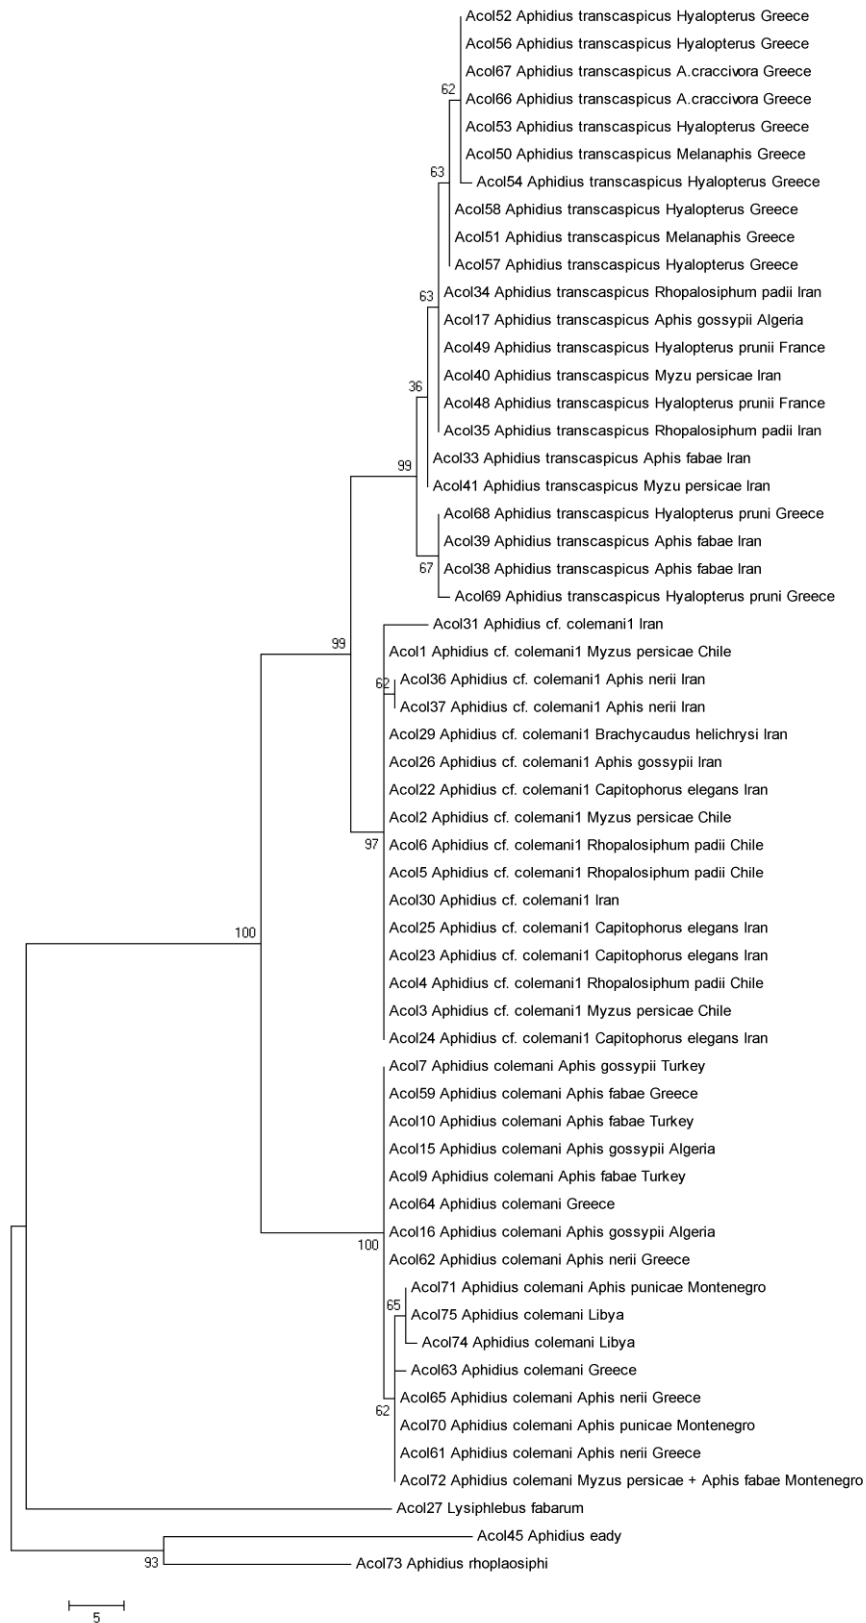 Acol52 Aphidius transcaspicus Hyalopterus Greece
Acol56 Aphidius transcaspicus Hyalopterus Greece
Acol67 Aphidius transcaspicus A.craccivora Greece
62
Acol66 Aphidius transcaspicus A.craccivora Greece
Acol53 Aphidius transcaspicus Hyalopterus Greece
Acol50 Aphidius transcaspicus Melanaphis Greece
63
Acol54 Aphidius transcaspicus Hyalopterus Greece
Acol58 Aphidius transcaspicus Hyalopterus Greece
Acol51 Aphidius transcaspicus Melanaphis Greece
Acol57 Aphidius transcaspicus Hyalopterus Greece
63
Acol34 Aphidius transcaspicus Rhopalosiphum padii Iran
Acol17 Aphidius transcaspicus Aphis gossypii Algeria
Acol49 Aphidius transcaspicus Hyalopterus prunii France
36
Acol40 Aphidius transcaspicus Myzu persicae Iran
Acol48 Aphidius transcaspicus Hyalopterus prunii France
Acol35 Aphidius transcaspicus Rhopalosiphum padii Iran
99
Acol33 Aphidius transcaspicus Aphis fabae Iran
Acol41 Aphidius transcaspicus Myzu persicae Iran
Acol68 Aphidius transcaspicus Hyalopterus pruni Greece
Acol39 Aphidius transcaspicus Aphis fabae Iran
67
Acol38 Aphidius transcaspicus Aphis fabae Iran
Acol69 Aphidius transcaspicus Hyalopterus pruni Greece
Acol31 Aphidius cf. colemani1 Iran
99
Acol1 Aphidius cf. colemani1 Myzus persicae Chile
62
Acol36 Aphidius cf. colemani1 Aphis nerii Iran
Acol37 Aphidius cf. colemani1 Aphis nerii Iran
Acol29 Aphidius cf. colemani1 Brachycaudus helichrysi Iran
Acol26 Aphidius cf. colemani1 Aphis gossypii Iran
Acol22 Aphidius cf. colemani1 Capitophorus elegans Iran
Acol2 Aphidius cf. colemani1 Myzus persicae Chile
97
Acol6 Aphidius cf. colemani1 Rhopalosiphum padii Chile
Acol5 Aphidius cf. colemani1 Rhopalosiphum padii Chile
Acol30 Aphidius cf. colemani1 Iran
100
Acol25 Aphidius cf. colemani1 Capitophorus elegans Iran
Acol23 Aphidius cf. colemani1 Capitophorus elegans Iran
Acol4 Aphidius cf. colemani1 Rhopalosiphum padii Chile
Acol3 Aphidius cf. colemani1 Myzus persicae Chile
Acol24 Aphidius cf. colemani1 Capitophorus elegans Iran
Acol7 Aphidius colemani Aphis gossypii Turkey
Acol59 Aphidius colemani Aphis fabae Greece
Acol10 Aphidius colemani Aphis fabae Turkey
Acol15 Aphidius colemani Aphis gossypii Algeria
Acol9 Aphidius colemani Aphis fabae Turkey
Acol64 Aphidius colemani Greece
Acol16 Aphidius colemani Aphis gossypii Algeria
100
Acol62 Aphidius colemani Aphis nerii Greece
Acol71 Aphidius colemani Aphis punicae Montenegro
65
Acol75 Aphidius colemani Libya
Acol74 Aphidius colemani Libya
Acol63 Aphidius colemani Greece
Acol65 Aphidius colemani Aphis nerii Greece
62
Acol70 Aphidius colemani Aphis punicae Montenegro
Acol61 Aphidius colemani Aphis nerii Greece
Acol72 Aphidius colemani Myzus persicae + Aphis fabae Montenegro
Acol27 Lysiphlebus fabarum
Acol45 Aphidius eady
93
Acol73 Aphidius rhoplaosiphi
5